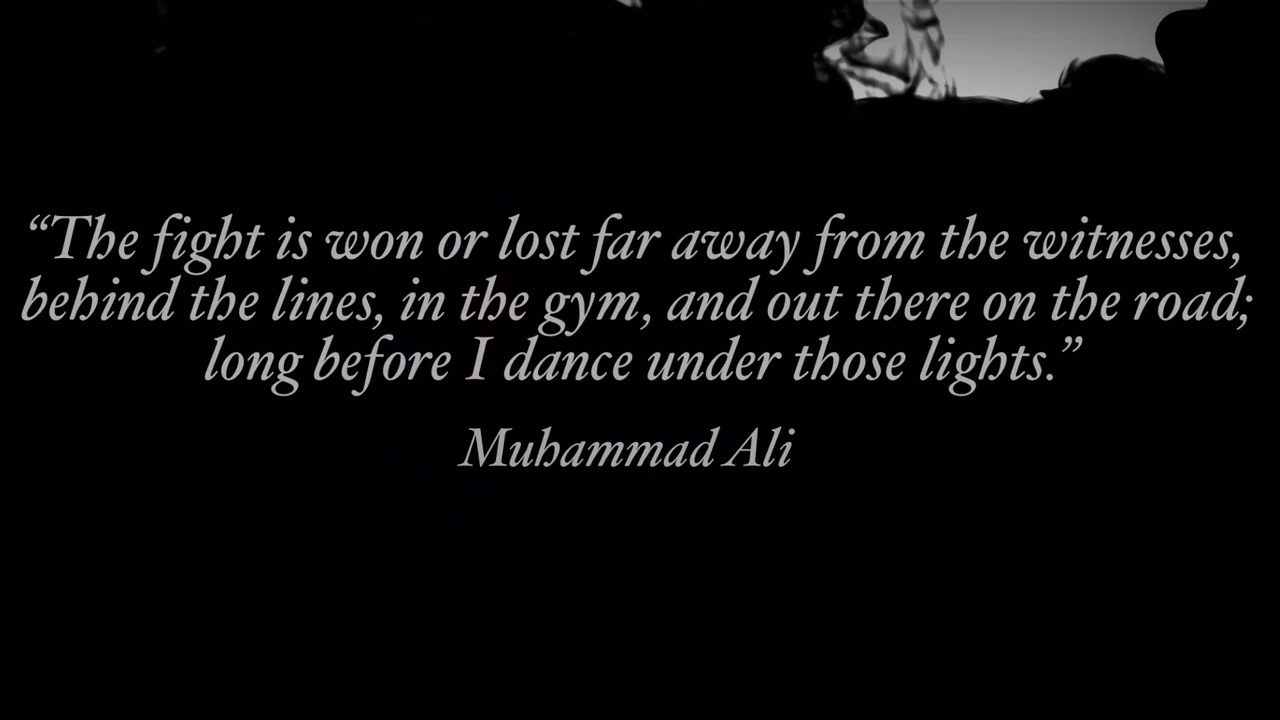 “The fight is won or lost far away from the witnesses,
behind the lines, in the gym, and out there on the road;
long before I dance under those lights.”
Muhammad Ali